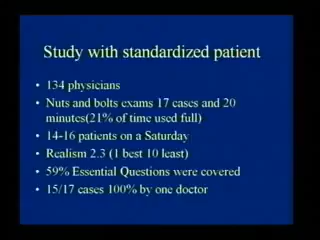 Study with standardized patient
• 134 physicians
• Nuts and bolts exams 17 cases and 20
minutes(21% of time used full)
• 14-16 patients on a Saturday
• Realism 2.3 (1 best 10 least)
• 59% Essential Questions were covered
• 15/17 cases 100% by one doctor